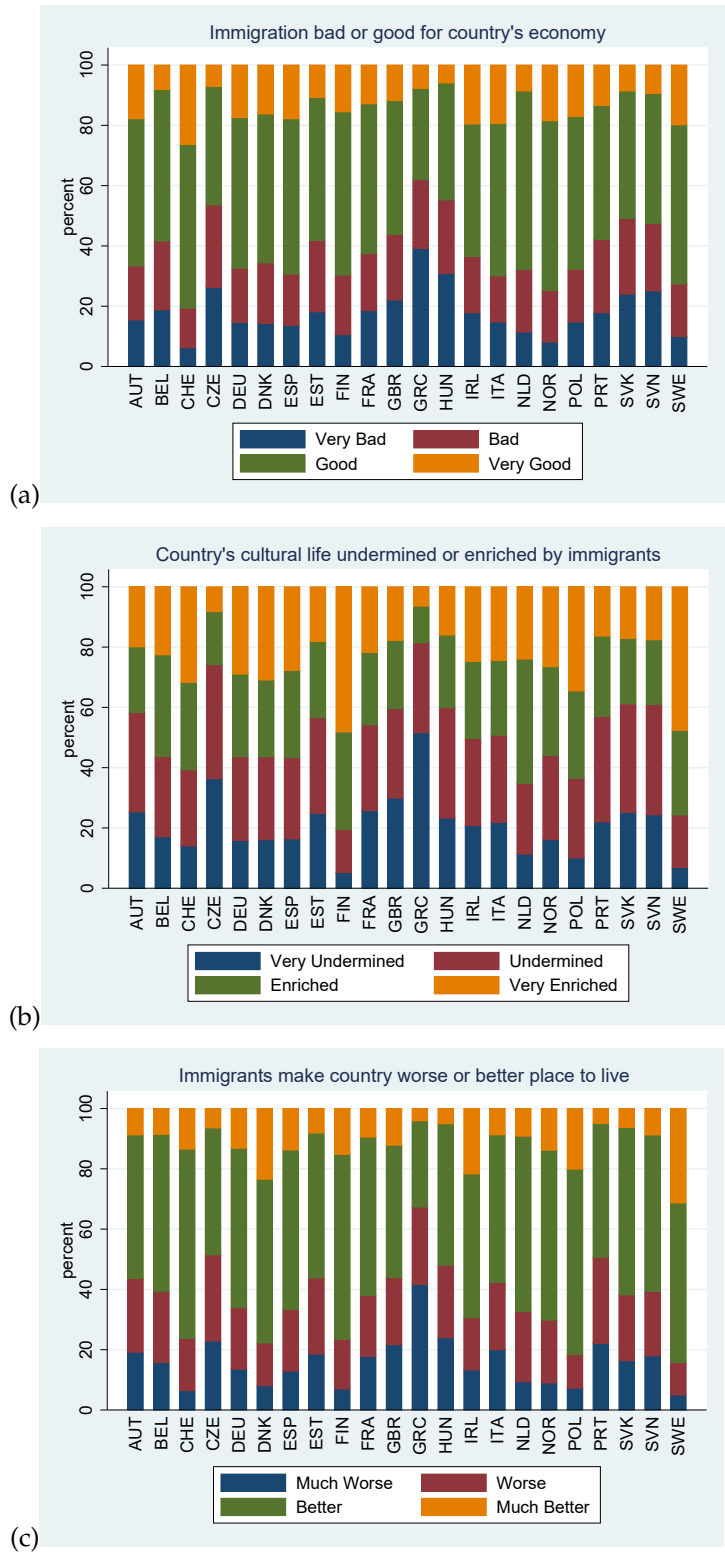 Immigration bad or good for country's economy
100
80
60
40
20
0
percent
AUT BEL CHE CZE DEU DNK ESP EST FIN FRA GBR GRC HUN IRL ITA NLD NOR POL PRT SVK SVN SWE
Very Bad Bad
Good Very Good
(a)
Country's cultural life undermined or enriched by immigrants
100
80
60
40
20
0
percent
AUT BEL CHE CZE DEU DNK ESP EST FIN FRA GBR GRC HUN IRL ITA NLD NOR POL PRT SVK SVN SWE
Very Undermined Undermined
Enriched Very Enriched
(b)
Immigrants make country worse or better place to live
100
80
60
40
20
0
percent
AUT BEL CHE CZE DEU DNK ESP EST FIN FRA GBR GRC HUN IRL ITA NLD NOR POL PRT SVK SVN SWE
Much Worse Worse
Better Much Better
(c)